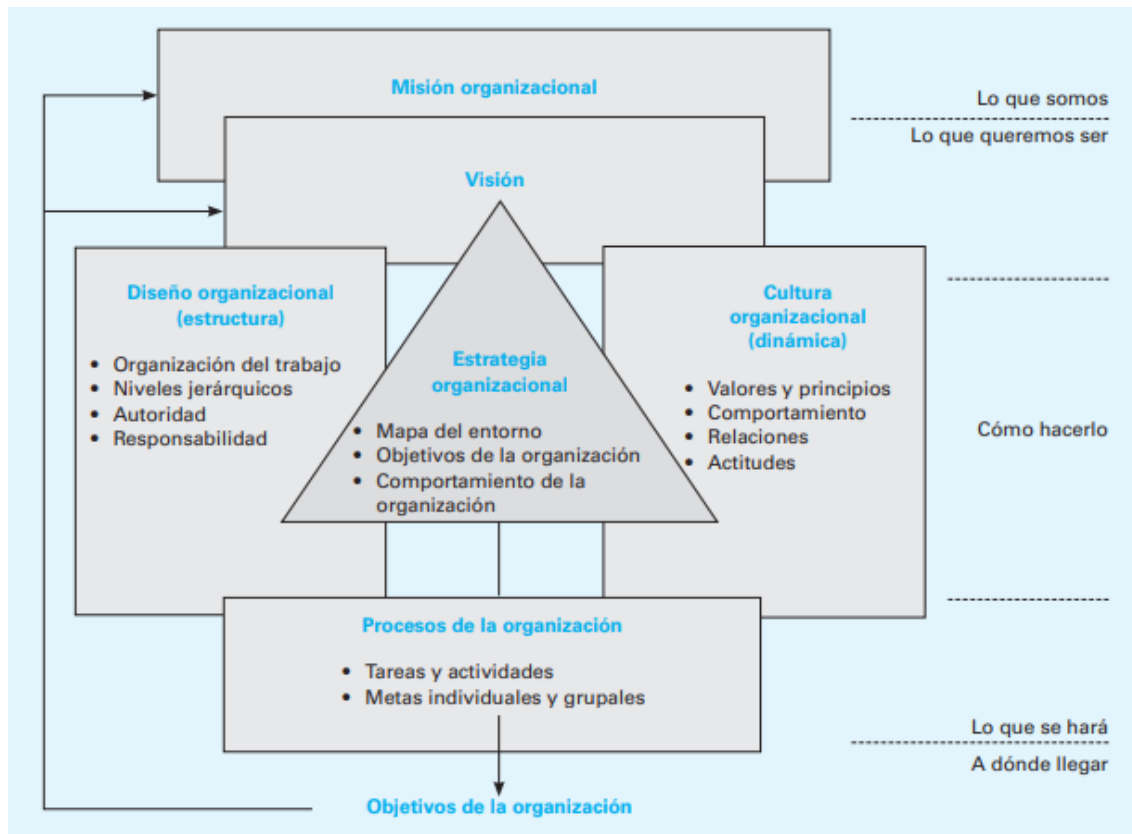 Misión organizacional
Lo que somos
Lo que queremos ser
Visión
Diseño organizacional
(estructura)
• Organización del trabajo
• Niveles jerárquicos
• Autoridad
• Responsabilidad
Estrategia
organizacional
• Mapa del entorno
• Objetivos de la organización
• Comportamiento de la
organización
Cultura
organizacional
(dinámica)
• Valores y principios
• Comportamiento
• Relaciones
• Actitudes
Cómo hacerlo
Procesos de la organización
• Tareas y actividades
• Metas individuales y grupales
Lo que se hará
A dónde llegar
Objetivos de la organización